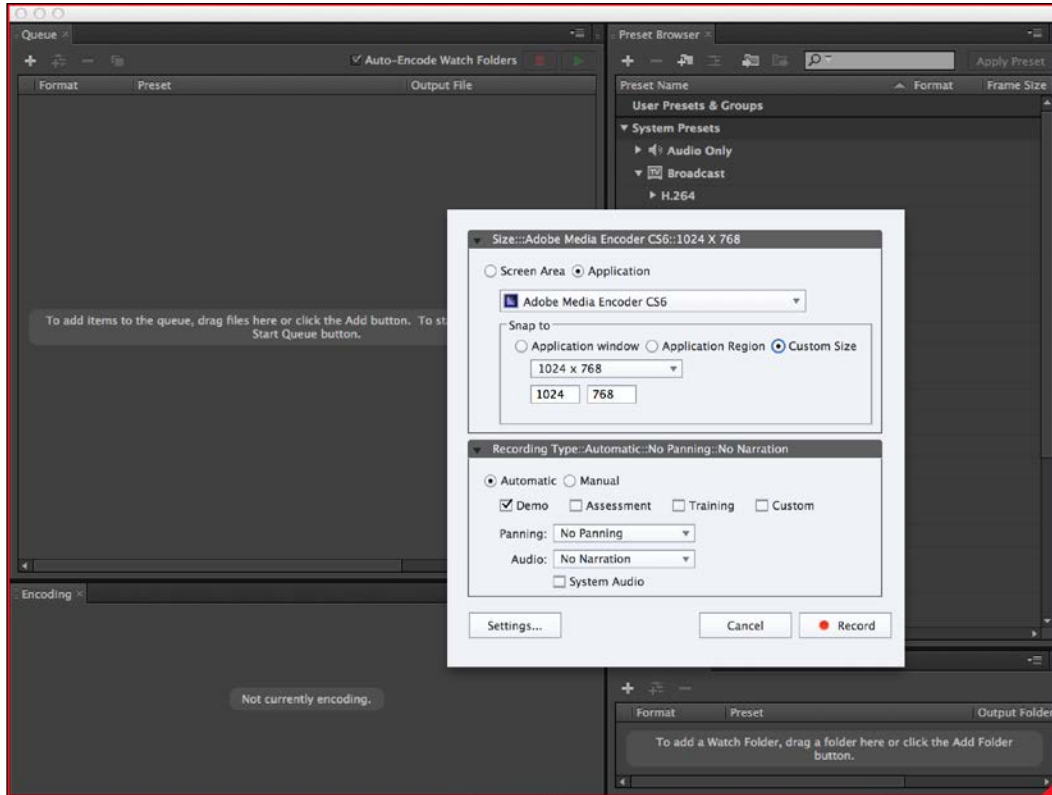 Queue
Auto-Encode Watch Folders
Format Preset Output File
To add items to the queue, drag files here or click the Add button. To st
Start Queue button.
Encoding
Not currently encoding.
Preset Browser
Apply Preset
Preset Name Format Frame Size
User Presets & Groups
System Presets
Audio Only
TV Broadcast
H.264
Size:::Adobe Media Encoder CS6::1024 X 768
Screen Area Application
Adobe Media Encoder CS6
Snap to
Application window Application Region Custom Size
1024 x 768
1024 768
Recording Type::Automatic::No Panning::No Narration
Automatic Manual
Demo Assessment Training Custom
Panning: No Panning
Audio: No Narration
System Audio
Settings... Cancel Record
Format Preset Output Folder
To add a Watch Folder, drag a folder here or click the Add Folder
button.